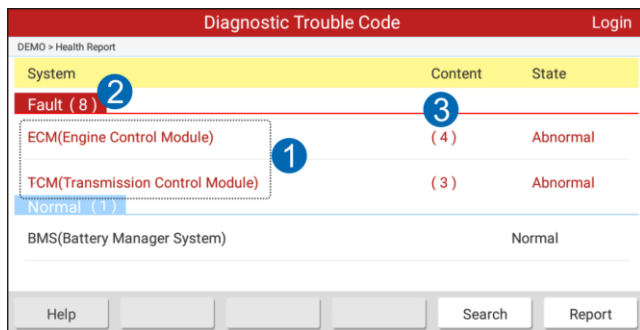 Diagnostic Trouble Code Login
DEMO > Health Report
System Content State
Fault ( 8 ) 2
3
ECM(Engine Control Module) ( 4 ) Abnormal
1
TCM(Transmission Control Module) ( 3 ) Abnormal
Normal ( 1 )
BMS(Battery Manager System) Normal
Help Search Report